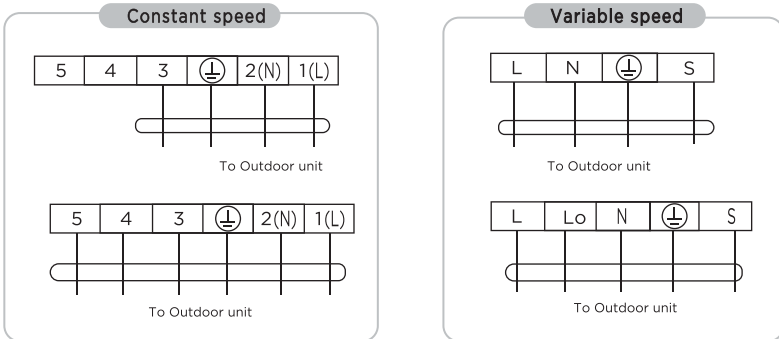 Constant speed
5 4 3 ⏚ 2(N) 1(L)
To Outdoor unit
5 4 3 ⏚ 2(N) 1(L)
To Outdoor unit
Variable speed
L N ⏚ S
To Outdoor unit
L Lo N ⏚ S
To Outdoor unit